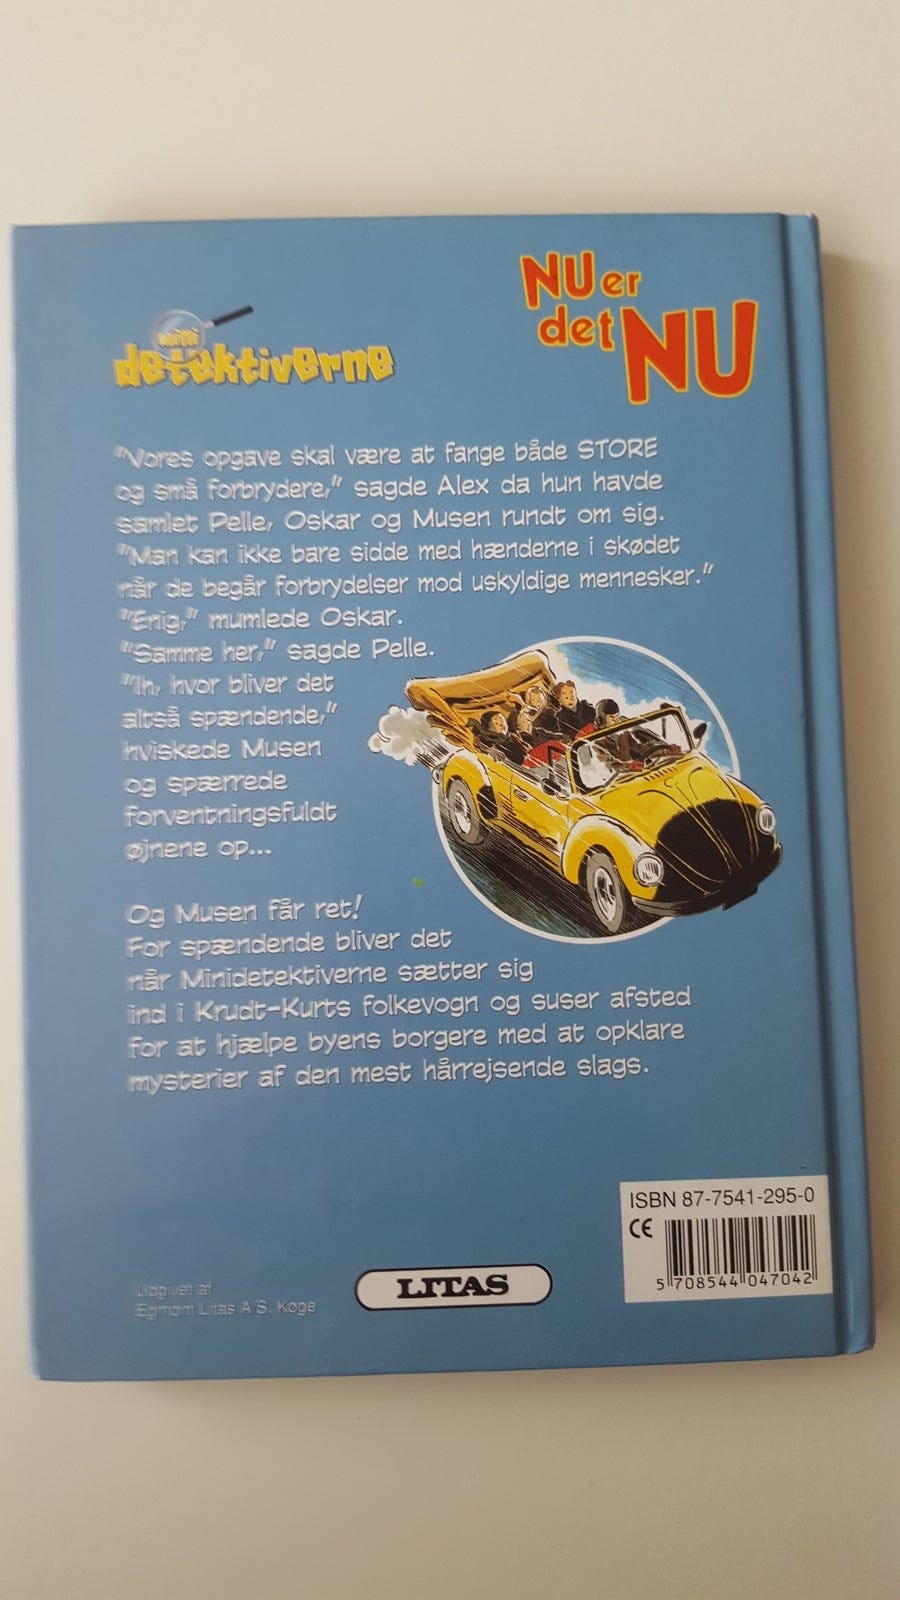 NU er
det NU
mini
detektiverne
"Vores opgave skal være at fange både STORE
og små forbrydere," sagde Alex da hun havde
samlet Pelle, Oskar og Musen rundt om sig.
"Man kan ikke bare sidde med hænderne i skødet
når de begår forbrydelser mod uskyldige mennesker."
"Enig," mumlede Oskar.
"Samme her," sagde Pelle.
"Ih, hvor bliver det
altså spændende,"
hviskede Musen
og spærrede
forventningsfuldt
øjnene op...
Og Musen får ret!
For spændende bliver det
når Minidetektiverne sætter sig
ind i Krudt-Kurts folkevogn og suser afsted
for at hjælpe byens borgere med at opklare
mysterier af den mest hårrejsende slags.
ISBN 87-7541-295-0
CE
5 708544 047042
Udgivet af
Egmont Litas A/S. Køge
LITAS